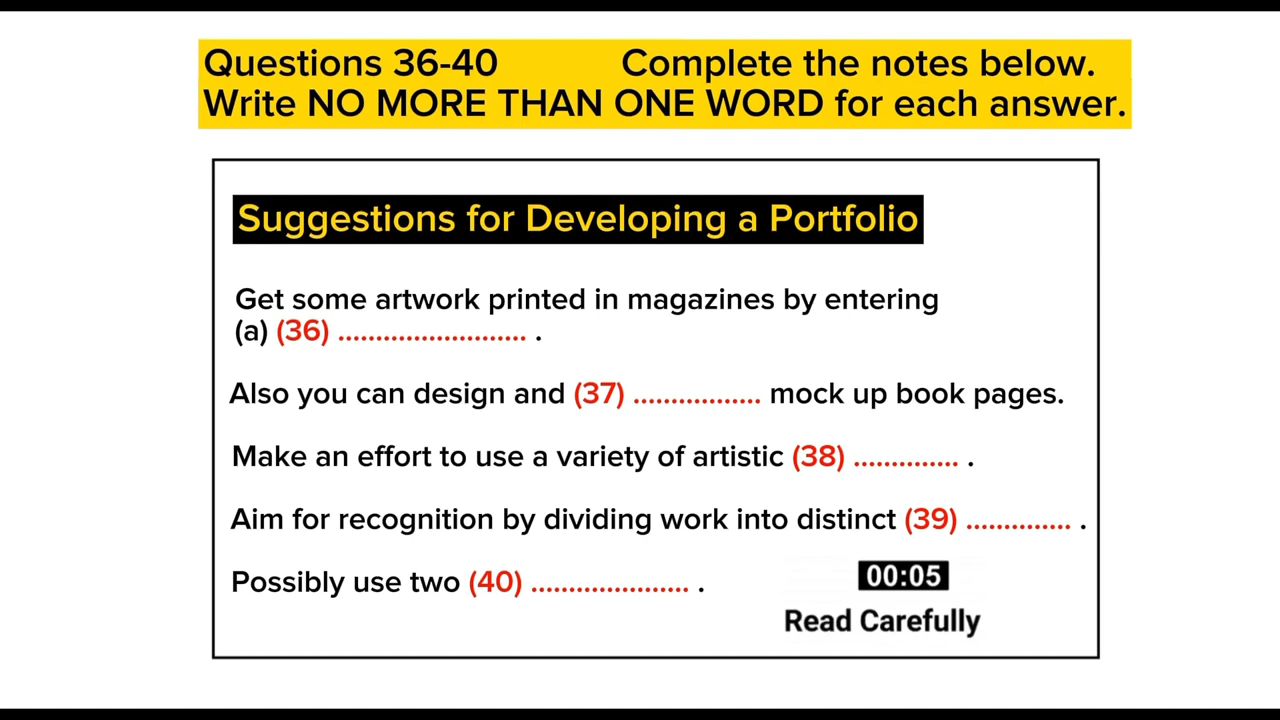 Questions 36-40 Complete the notes below.
Write NO MORE THAN ONE WORD for each answer.
Suggestions for Developing a Portfolio
Get some artwork printed in magazines by entering
(a) (36) ......................... .
Also you can design and (37) ................. mock up book pages.
Make an effort to use a variety of artistic (38) .............. .
Aim for recognition by dividing work into distinct (39) .............. .
Possibly use two (40) ..................... .
00:05
Read Carefully